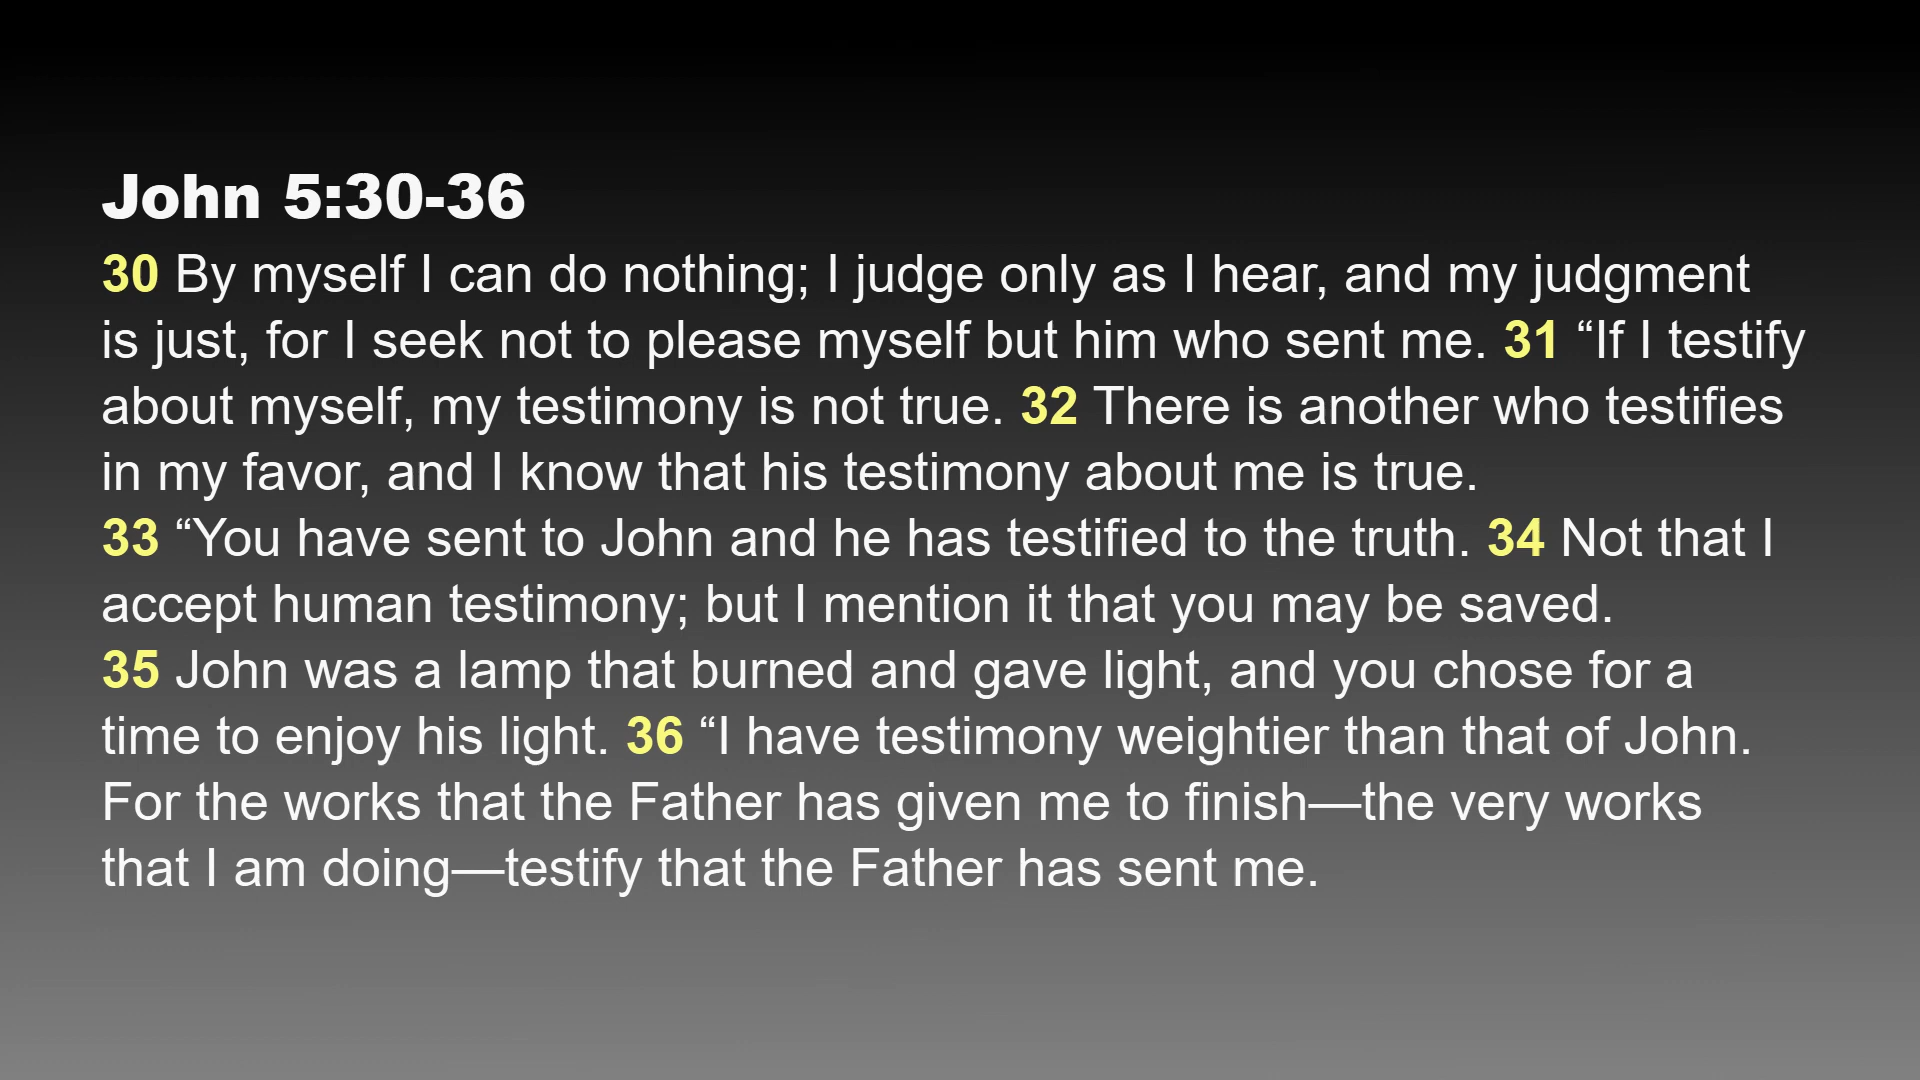 John 5:30-36
30 By myself I can do nothing; I judge only as I hear, and my judgment
is just, for I seek not to please myself but him who sent me. 31 “If I testify
about myself, my testimony is not true. 32 There is another who testifies
in my favor, and I know that his testimony about me is true.
33 “You have sent to John and he has testified to the truth. 34 Not that I
accept human testimony; but I mention it that you may be saved.
35 John was a lamp that burned and gave light, and you chose for a
time to enjoy his light. 36 “I have testimony weightier than that of John.
For the works that the Father has given me to finish—the very works
that I am doing—testify that the Father has sent me.